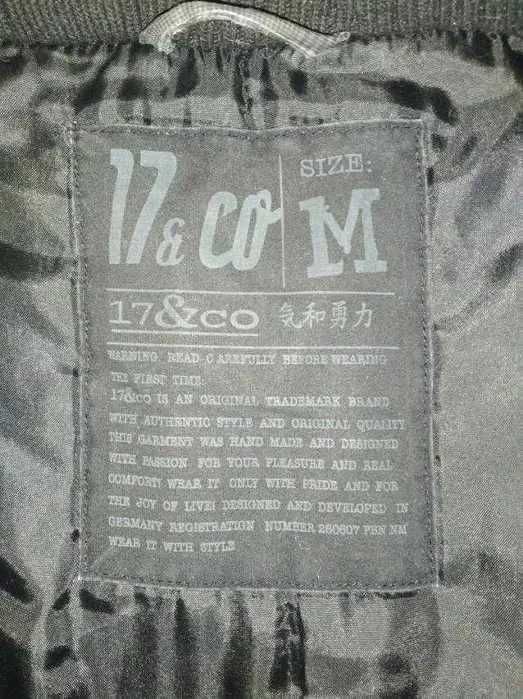 17& co
SIZE:
M
17&co 気和勇力
WARNING. READ C AREFULLY BEFORE WEARING
THE FIRST TIME:
17&CO IS AN ORIGINAL TRADEMARK BRAND
WITH AUTHENTIC STYLE AND ORIGINAL QUALITY
THIS GARMENT WAS HAND MADE AND DESIGNED
WITH PASSION FOR YOUR PLEASURE AND REAL
COMFORT! WEAR IT ONLY WITH PRIDE AND FOR
THE JOY OF LIVE! DESIGNED AND DEVELOPED IN
GERMANY REGISTRATION NUMBER 260607 PBN NM
WEAR IT WITH STYLE